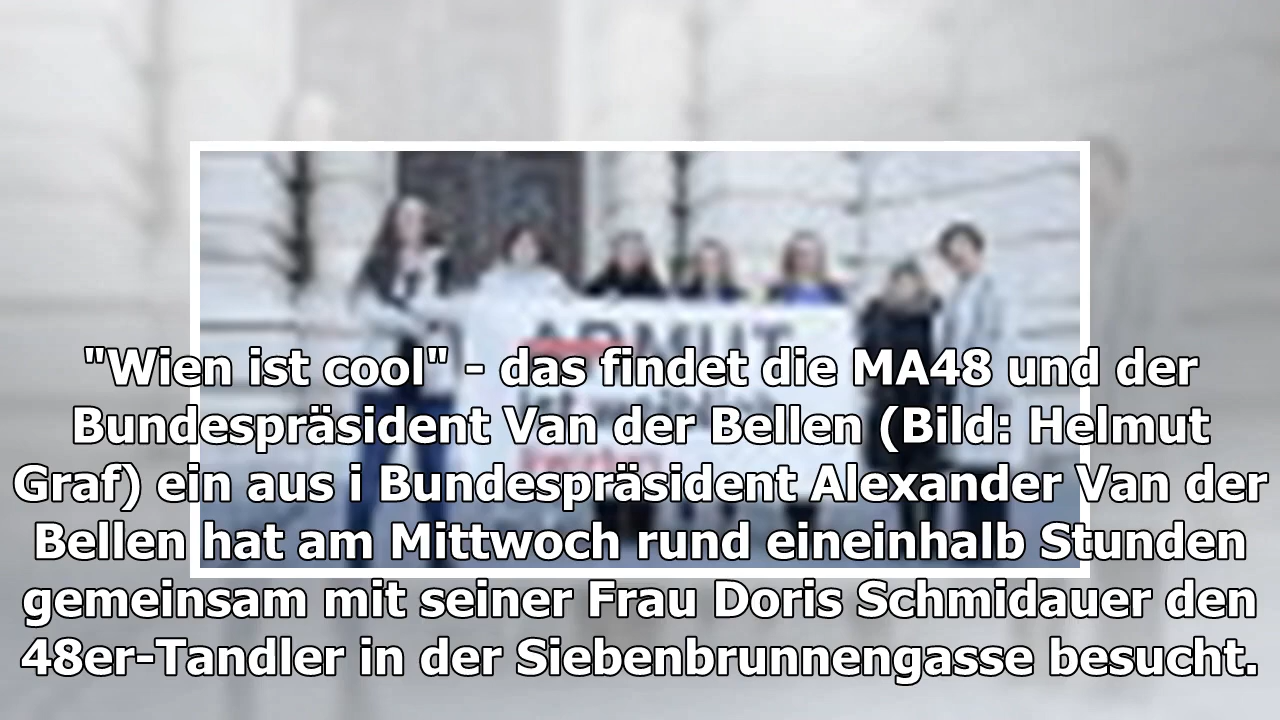 ARMUT
"Wien ist cool" - das findet die MA48 und der
Bundespräsident Van der Bellen (Bild: Helmut
Graf) ein aus i Bundespräsident Alexander Van der
Bellen hat am Mittwoch rund eineinhalb Stunden
gemeinsam mit seiner Frau Doris Schmidauer den
48er-Tandler in der Siebenbrunnengasse besucht.